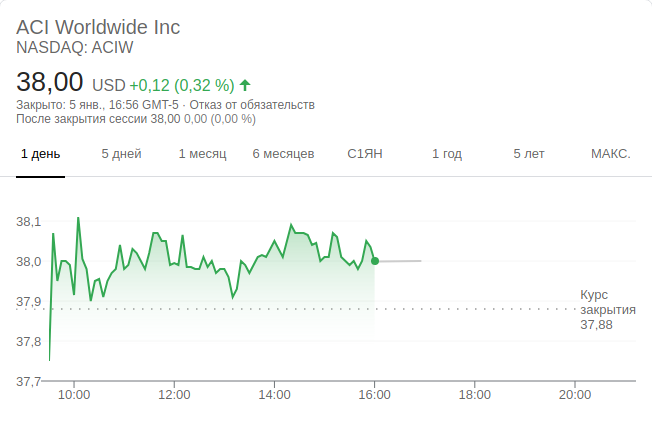 ACI Worldwide Inc
NASDAQ: ACIW
38,00 USD +0,12 (0,32 %)
Закрыто: 5 янв., 16:56 GMT-5 · Отказ от обязательств
После закрытия сессии 38,00 0,00 (0,00 %)
1 день 5 дней 1 месяц 6 месяцев С1ЯН 1 год 5 лет МАКС.
38,1
38,0
37,9
37,8
37,7
Курс
закрытия
37,88
10:00 12:00 14:00 16:00 18:00 20:00